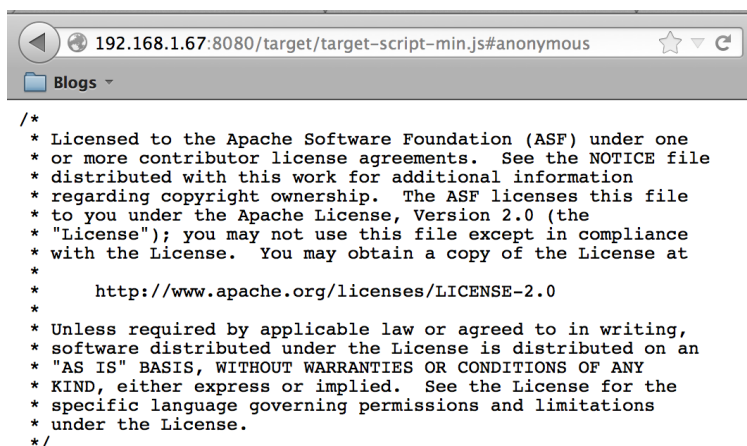 192.168.1.67:8080/target/target-script-min.js#anonymous
Blogs
/*
* Licensed to the Apache Software Foundation (ASF) under one
* or more contributor license agreements.  See the NOTICE file
* distributed with this work for additional information
* regarding copyright ownership.  The ASF licenses this file
* to you under the Apache License, Version 2.0 (the
* "License"); you may not use this file except in compliance
* with the License.  You may obtain a copy of the License at
*
*     http://www.apache.org/licenses/LICENSE-2.0
*
* Unless required by applicable law or agreed to in writing,
* software distributed under the License is distributed on an
* "AS IS" BASIS, WITHOUT WARRANTIES OR CONDITIONS OF ANY
* KIND, either express or implied.  See the License for the
* specific language governing permissions and limitations
* under the License.
*/